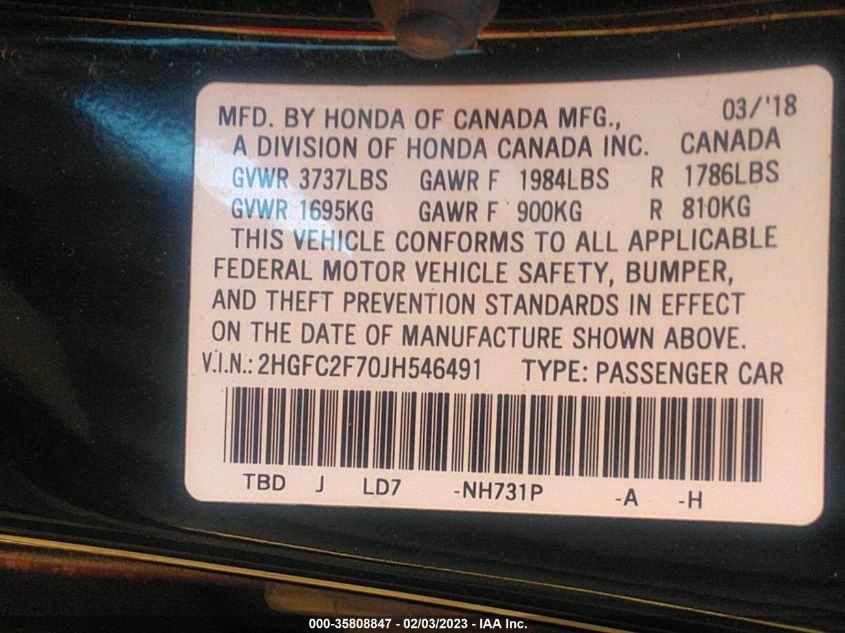 03/'18
MFD. BY HONDA OF CANADA MFG.,
A DIVISION OF HONDA CANADA INC. CANADA
GVWR 3737LBS GAWR F 1984LBS R 1786LBS
GVWR 1695KG GAWR F 900KG R 810KG
THIS VEHICLE CONFORMS TO ALL APPLICABLE
FEDERAL MOTOR VEHICLE SAFETY, BUMPER,
AND THEFT PREVENTION STANDARDS IN EFFECT
ON THE DATE OF MANUFACTURE SHOWN ABOVE.
V.I.N.: 2HGFC2F70JH546491 TYPE: PASSENGER CAR
TBD J LD7 -NH731P -A -H
000-35808847 - 02/03/2023 - IAA Inc.